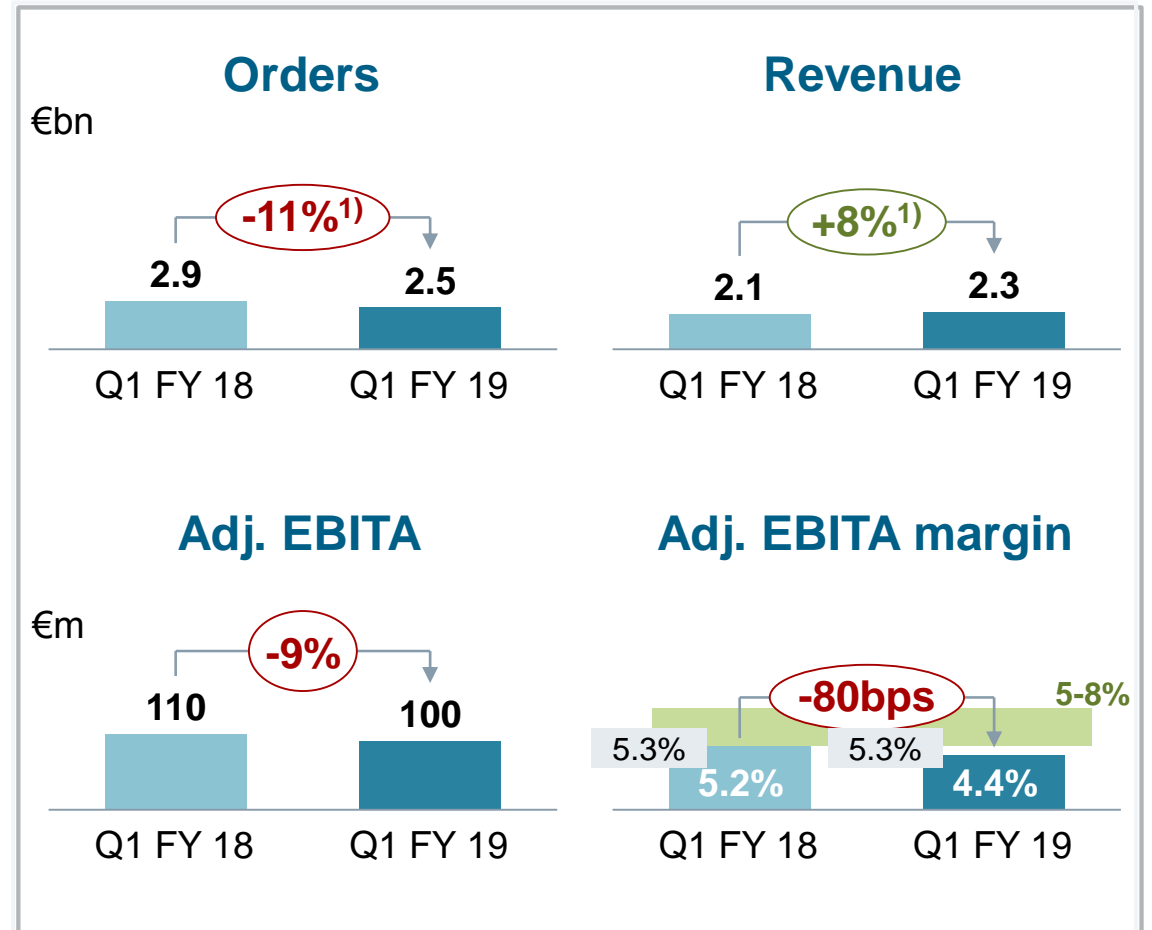 Orders
€bn
-11%1)
2.9
2.5
Q1 FY 18
Q1 FY 19
Revenue
+8%1)
2.1
2.3
Q1 FY 18
Q1 FY 19
Adj. EBITA
€m
-9%
110
100
Q1 FY 18
Q1 FY 19
Adj. EBITA margin
-80bps
5-8%
5.3%
5.3%
5.2%
4.4%
Q1 FY 18
Q1 FY 19